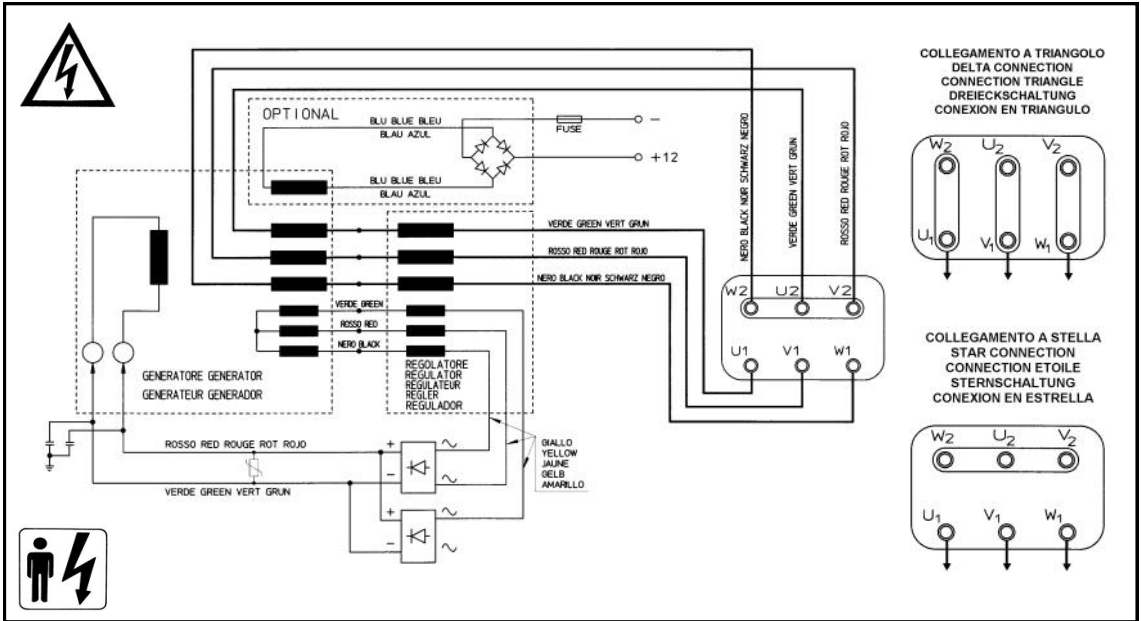 OPTIONAL
BLU BLUE BLEU
BLAU AZUL
FUSE
-
+12
BLU BLUE BLEU
BLAU AZUL
VERDE GREEN VERT GRUN
ROSSO RED ROUGE ROT ROJO
NERO BLACK NOIR SCHWARZ NEGRO
VERDE GREEN
ROSSO RED
NERO BLACK
GENERATORE GENERATOR
GENERATEUR GENERADOR
REGOLATORE
REGULATOR
REGULATEUR
REGLER
REGULADOR
ROSSO RED ROUGE ROT ROJO
VERDE GREEN VERT GRUN
+
-
+
-
GIALLO
YELLOW
JAUNE
GELB
AMARILLO
NERO BLACK NOIR SCHWARZ NEGRO
VERDE GREEN VERT GRUN
ROSSO RED ROUGE ROT ROJO
W2 U2 V2
U1 V1 W1
COLLEGAMENTO A TRIANGOLO
DELTA CONNECTION
CONNECTION TRIANGLE
DREIECKSCHALTUNG
CONEXION EN TRIANGULO
W2 U2 V2
U1 V1 W1
COLLEGAMENTO A STELLA
STAR CONNECTION
CONNECTION ETOILE
STERNSCHALTUNG
CONEXION EN ESTRELLA
W2 U2 V2
U1 V1 W1